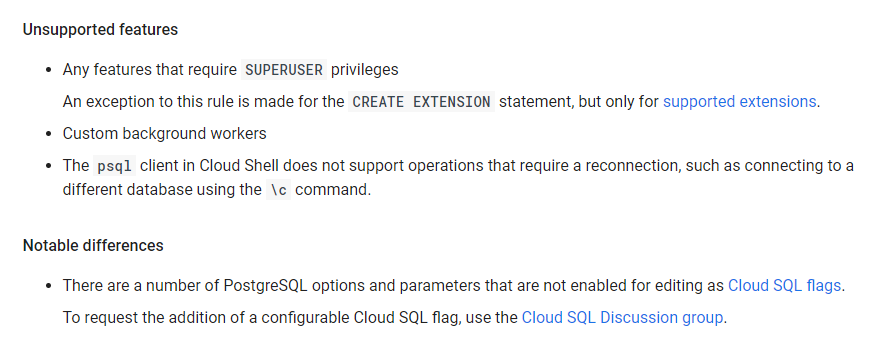 Unsupported features
• Any features that require SUPERUSER privileges
An exception to this rule is made for the CREATE EXTENSION statement, but only for supported extensions.
• Custom background workers
• The psql client in Cloud Shell does not support operations that require a reconnection, such as connecting to a
different database using the \c command.
Notable differences
• There are a number of PostgreSQL options and parameters that are not enabled for editing as Cloud SQL flags.
To request the addition of a configurable Cloud SQL flag, use the Cloud SQL Discussion group.